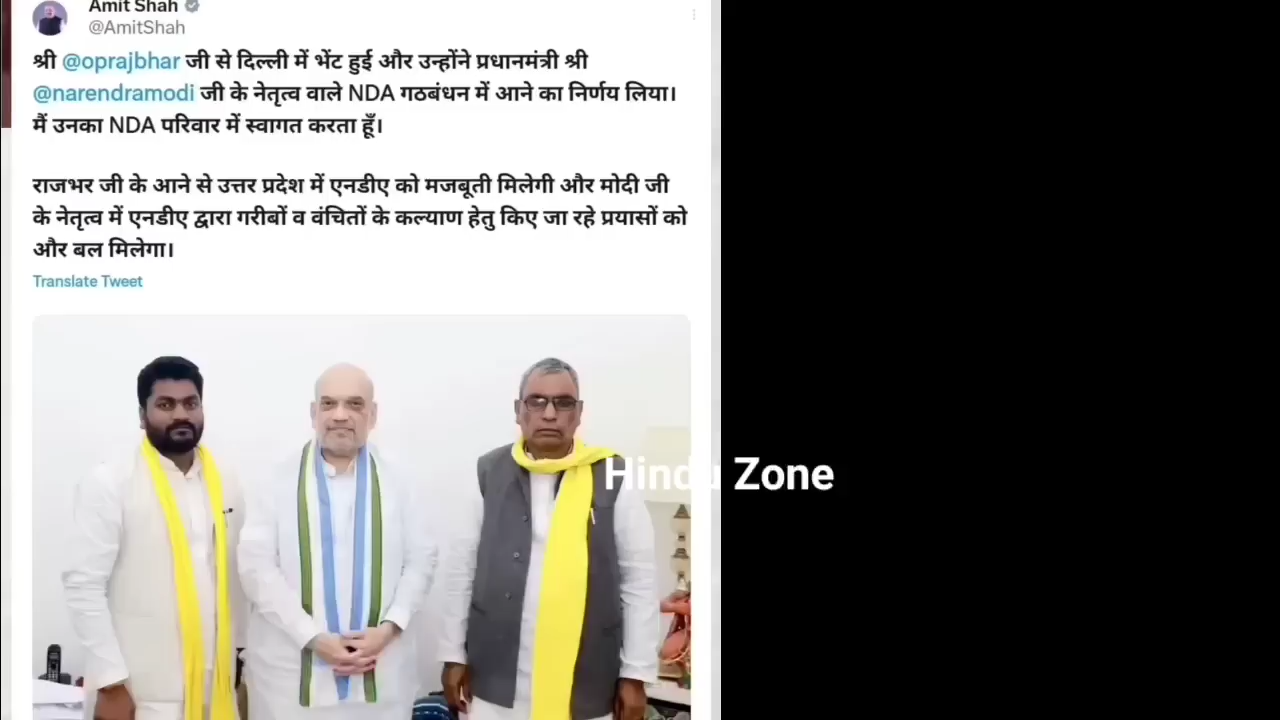 Amit Shah
@AmitShah
श्री @oprajbhar जी से दिल्ली में भेंट हुई और उन्होंने प्रधानमंत्री श्री
@narendramodi जी के नेतृत्व वाले NDA गठबंधन में आने का निर्णय लिया।
मैं उनका NDA परिवार में स्वागत करता हूँ।
राजभर जी के आने से उत्तर प्रदेश में एनडीए को मजबूती मिलेगी और मोदी जी
के नेतृत्व में एनडीए द्वारा गरीबों व वंचितों के कल्याण हेतु किए जा रहे प्रयासों को
और बल मिलेगा।
Translate Tweet
Hindu Zone